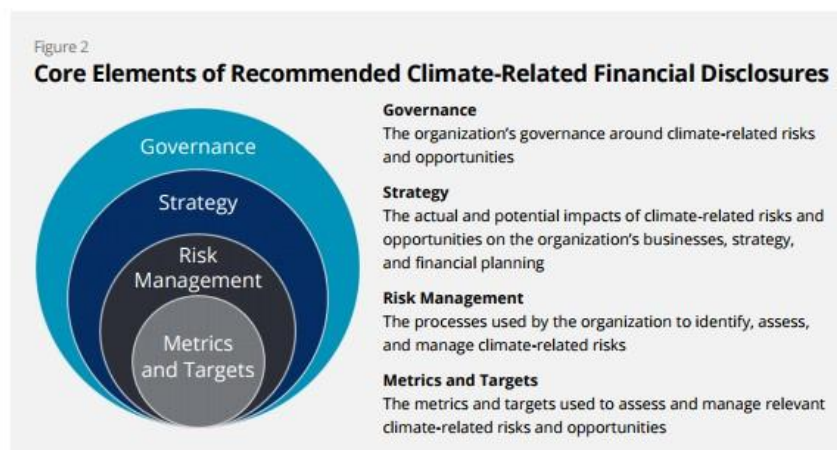 Figure 2
Core Elements of Recommended Climate-Related Financial Disclosures
Governance
Strategy
Risk
Management
Metrics
and Targets
Governance
The organization's governance around climate-related risks
and opportunities
Strategy
The actual and potential impacts of climate-related risks and
opportunities on the organization's businesses, strategy,
and financial planning
Risk Management
The processes used by the organization to identify, assess,
and manage climate-related risks
Metrics and Targets
The metrics and targets used to assess and manage relevant
climate-related risks and opportunities